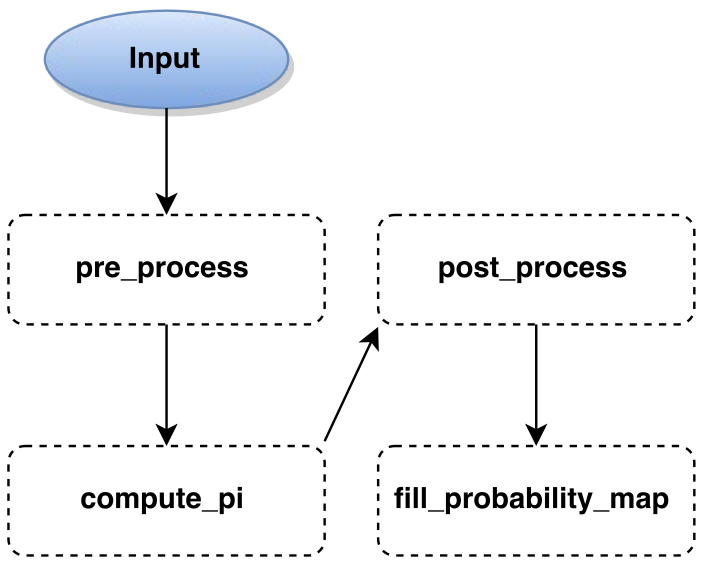 Input
pre_process
post_process
compute_pi
fill_probability_map